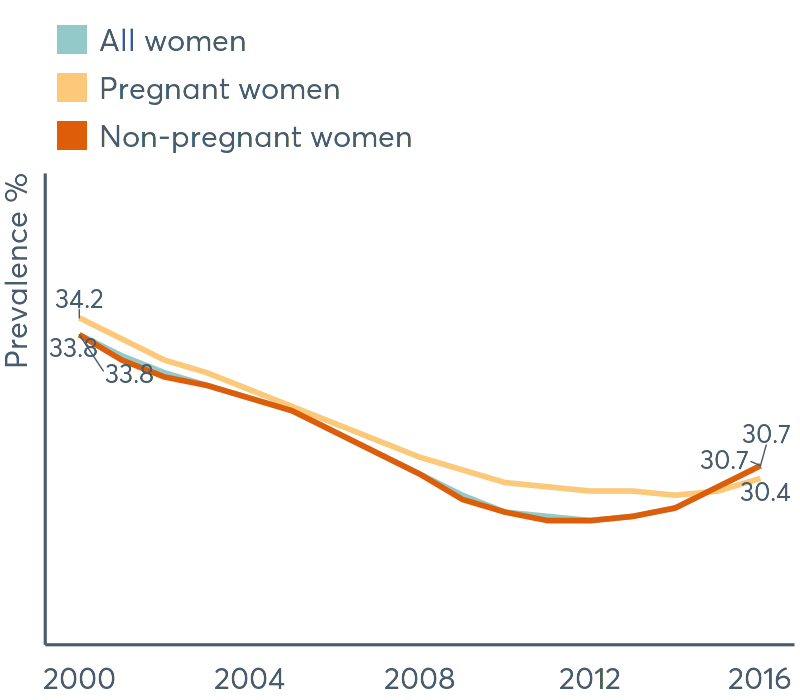 All women
Pregnant women
Non-pregnant women
Prevalence %
34.2
33.8
33.8
30.7
30.7
30.4
2000
2004
2008
2012
2016